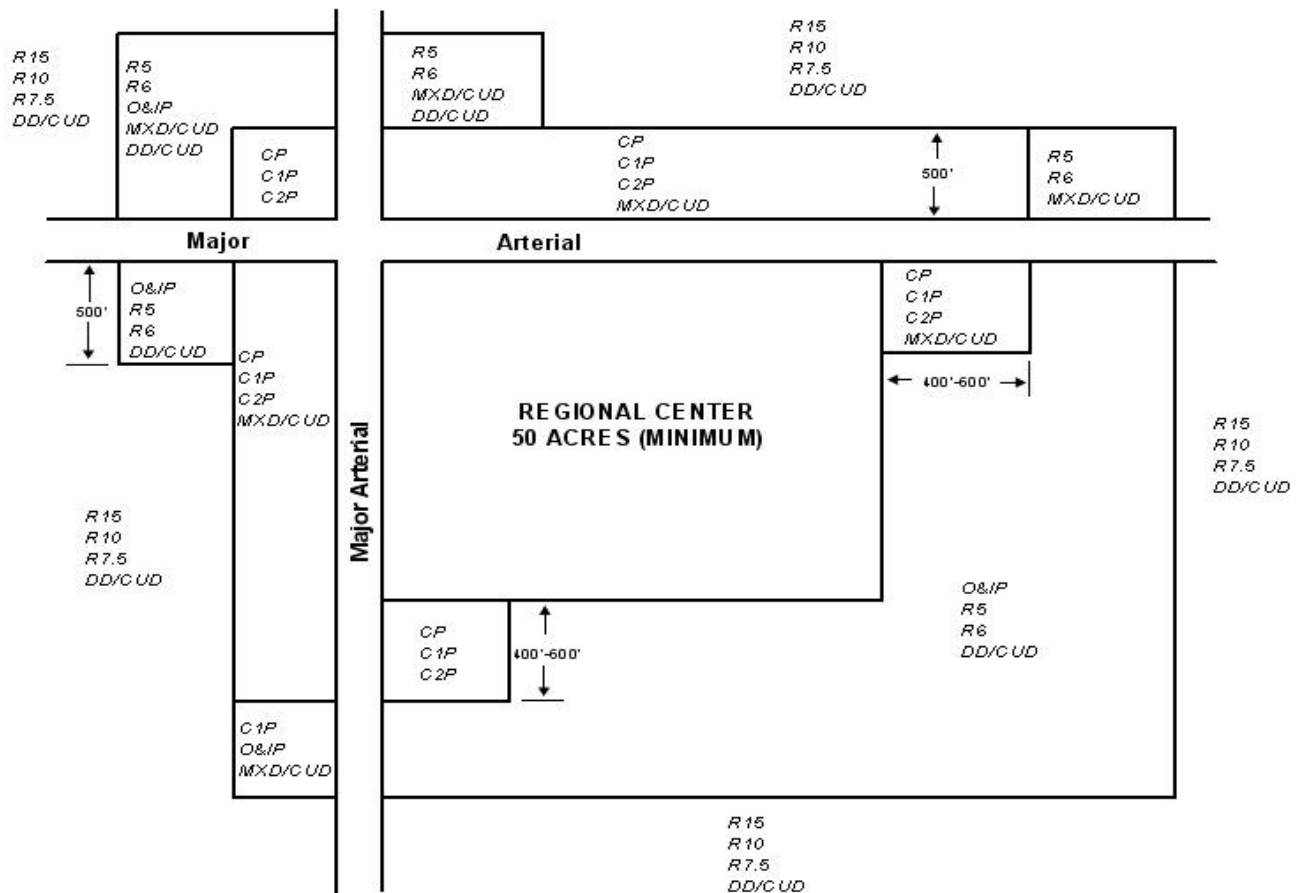 R15
R10
R7.5
DD/CUD
R5
R6
O&IP
MXD/CUD
DD/CUD
CP
C1P
C2P
R5
R6
MXD/CUD
DD/CUD
R15
R10
R7.5
DD/CUD
CP
C1P
C2P
MXD/CUD
500'
R5
R6
MXD/CUD
Major Arterial
500'
O&IP
R5
R6
DD/CUD
CP
C1P
C2P
MXD/CUD
Major Arterial
REGIONAL CENTER
50 ACRES (MINIMUM)
CP
C1P
C2P
MXD/CUD
400'-600'
R15
R10
R7.5
DD/CUD
R15
R10
R7.5
DD/CUD
CP
C1P
C2P
400'-600'
O&IP
R5
R6
DD/CUD
C1P
O&IP
MXD/CUD
R15
R10
R7.5
DD/CUD